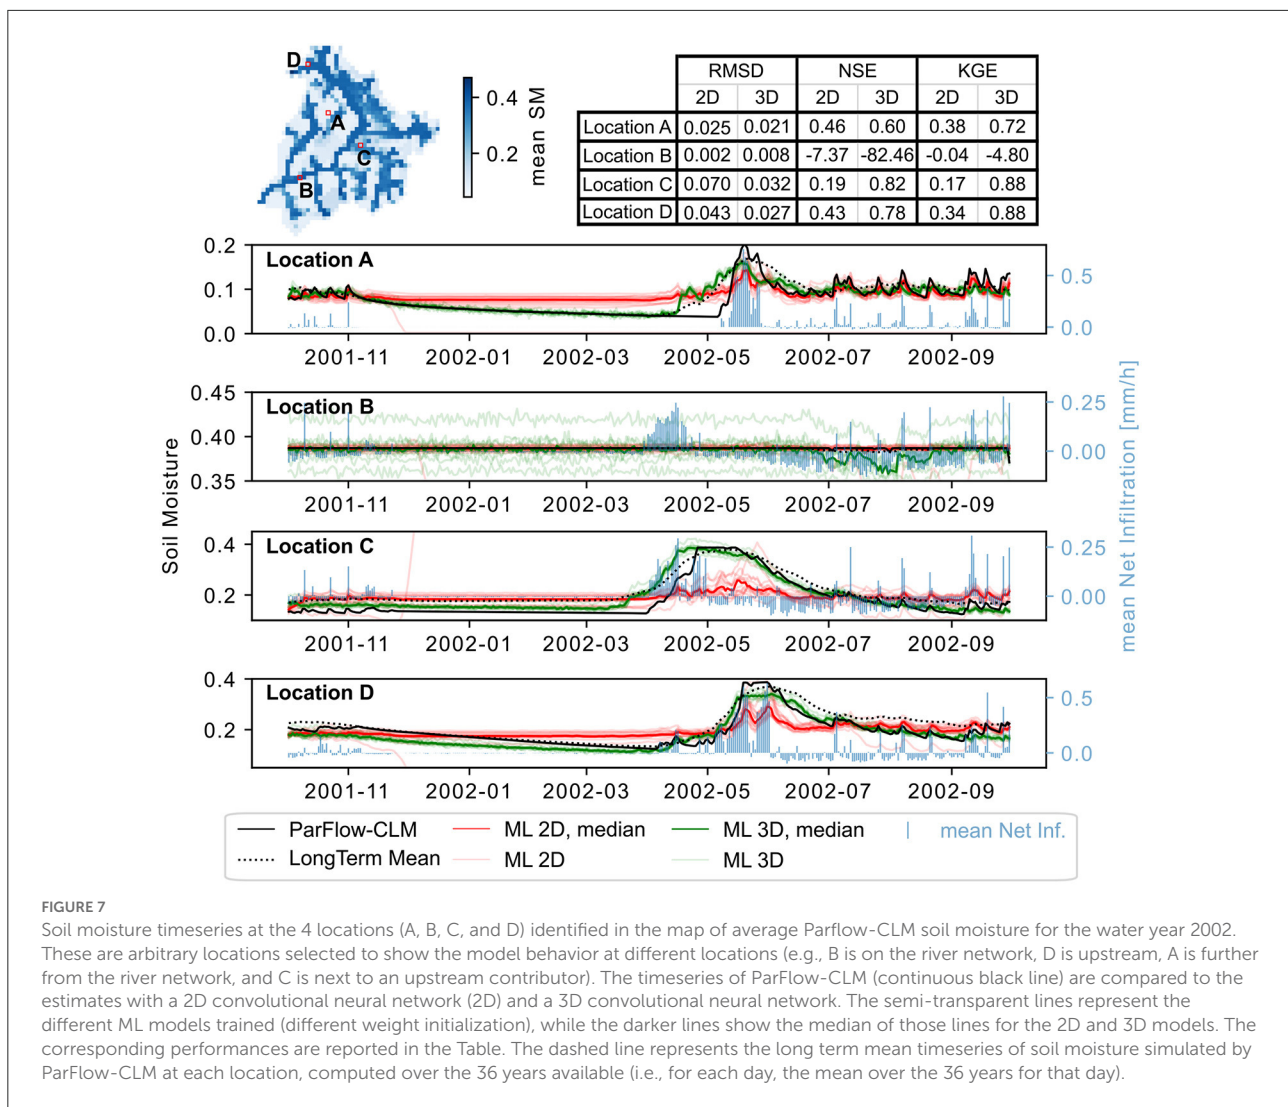 D
A
C
B
0.4
0.2
mean SM
RMSD NSE KGE
2D 3D 2D 3D 2D 3D
Location A 0.025 0.021 0.46 0.60 0.38 0.72
Location B 0.002 0.008 -7.37 -82.46 -0.04 -4.80
Location C 0.070 0.032 0.19 0.82 0.17 0.88
Location D 0.043 0.027 0.43 0.78 0.34 0.88
Location A
0.2
0.1
0.0
0.5
0.0
2001-11 2002-01 2002-03 2002-05 2002-07 2002-09
Location B
0.45
0.40
0.35
0.25
0.00
2001-11 2002-01 2002-03 2002-05 2002-07 2002-09
Soil Moisture
mean Net Infiltration [mm/h]
Location C
0.4
0.2
0.25
0.00
2001-11 2002-01 2002-03 2002-05 2002-07 2002-09
Location D
0.4
0.2
0.5
0.0
2001-11 2002-01 2002-03 2002-05 2002-07 2002-09
ParFlow-CLM ML 2D, median ML 3D, median mean Net Inf.
LongTerm Mean ML 2D ML 3D
FIGURE 7
Soil moisture timeseries at the 4 locations (A, B, C, and D) identified in the map of average Parflow-CLM soil moisture for the water year 2002.
These are arbitrary locations selected to show the model behavior at different locations (e.g., B is on the river network, D is upstream, A is further
from the river network, and C is next to an upstream contributor). The timeseries of ParFlow-CLM (continuous black line) are compared to the
estimates with a 2D convolutional neural network (2D) and a 3D convolutional neural network. The semi-transparent lines represent the
different ML models trained (different weight initialization), while the darker lines show the median of those lines for the 2D and 3D models. The
corresponding performances are reported in the Table. The dashed line represents the long term mean timeseries of soil moisture simulated by
ParFlow-CLM at each location, computed over the 36 years available (i.e., for each day, the mean over the 36 years for that day).